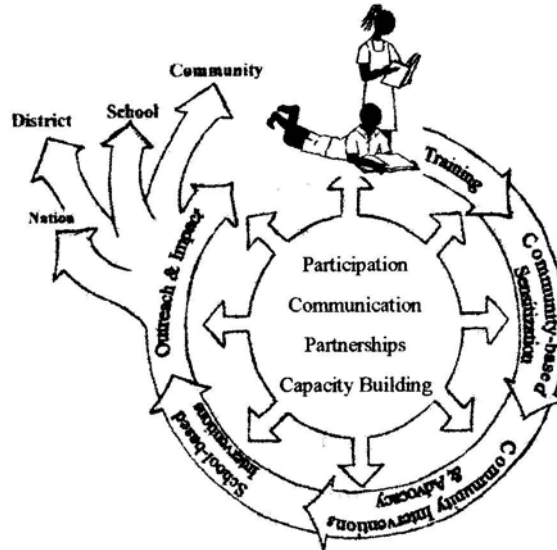 Community
School
District
Nation
Training
Community-based
Sensitization
Community Interventions
& Advocacy
School-based
Interventions
Outreach & Impact
Participation
Communication
Partnerships
Capacity Building